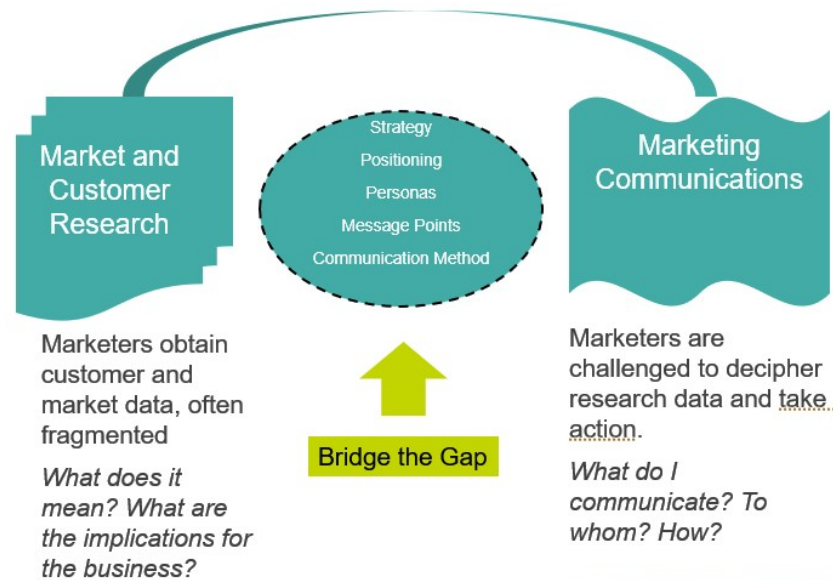 Market and
Customer
Research
Strategy
Positioning
Personas
Message Points
Communication Method
Marketing
Communications
Marketers obtain
customer and
market data, often
fragmented
What does it
mean? What are
the implications for
the business?
Bridge the Gap
Marketers are
challenged to decipher
research data and take
action.
What do I
communicate? To
whom? How?